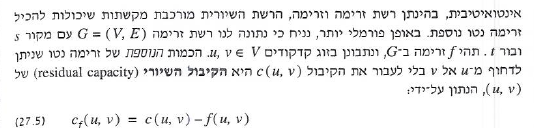 אינטואיטיבית, בהינתן רשת זרימה וזרימה, הרשת השיורית מורכבת מקשתות שיכולות להכיל
זרימה נטו נוספת. באופן פורמלי יותר, נניח כי נתונה לנו רשת זרימה G = (V, E) עם מקור s
ובור t. תהי f זרימה ב־G, ונתבונן בזוג קדקודים u, v ∈ V. הכמות הנוספת של זרימה נטו שניתן
לדחוף מ־u אל v בלי לעבור את הקיבול c(u, v) היא הקיבול השיורי (residual capacity) של
(u, v), הנתון על־ידי:
(27.5) c_f(u, v) = c(u, v) − f(u, v)